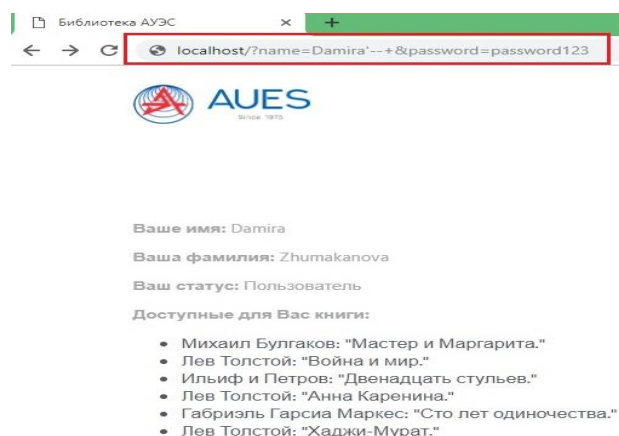 Библиотека АУЭС
localhost/?name=Damira'--+&password=password123
AUES
Since 1975
Ваше имя: Damira
Ваша фамилия: Zhumakanova
Ваш статус: Пользователь
Доступные для Вас книги:
• Михаил Булгаков: "Мастер и Маргарита."
• Лев Толстой: "Война и мир."
• Ильиф и Петров: "Двенадцать стульев."
• Лев Толстой: "Анна Каренина."
• Габриэль Гарсиа Маркес: "Сто лет одиночества."
• Лев Толстой: "Хаджи-Мурат."